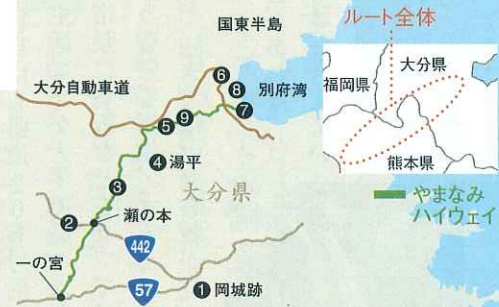 国東半島
ルート全体
大分自動車道
6
8
別府湾
福岡県
大分県
7
5
9
4 湯平
熊本県
3
大分県
やまなみ
ハイウェイ
2
瀬の本
442
一の宮
57
1 岡城跡